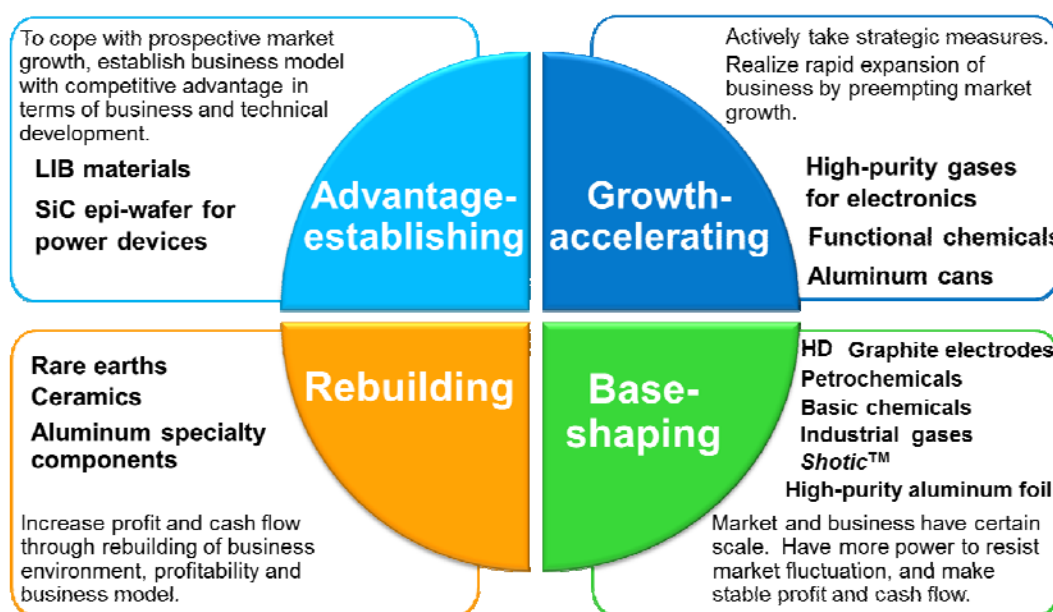 To cope with prospective market
growth, establish business model
with competitive advantage in
terms of business and technical
development.
LIB materials
SiC epi-wafer for
power devices
Advantage-
establishing
Actively take strategic measures.
Realize rapid expansion of
business by preempting market
growth.
High-purity gases
for electronics
Functional chemicals
Aluminum cans
Growth-
accelerating
Rare earths
Ceramics
Aluminum specialty
components
Increase profit and cash flow
through rebuilding of business
environment, profitability and
business model.
Rebuilding
Base-
shaping
HD Graphite electrodes
Petrochemicals
Basic chemicals
Industrial gases
Shotic™
High-purity aluminum foil
Market and business have certain
scale. Have more power to resist
market fluctuation, and make
stable profit and cash flow.